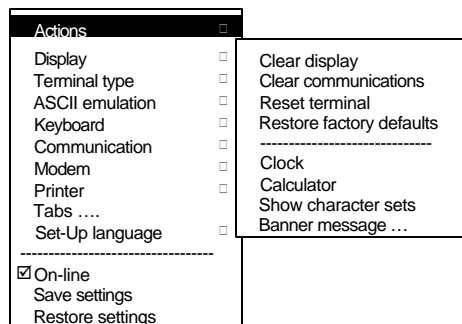 Actions
Display
Terminal type
ASCII emulation
Keyboard
Communication
Modem
Printer
Tabs ….
Set-Up language
---------------------------------
☑ On-line
Save settings
Restore settings
Clear display
Clear communications
Reset terminal
Restore factory defaults
------------------------------
Clock
Calculator
Show character sets
Banner message …